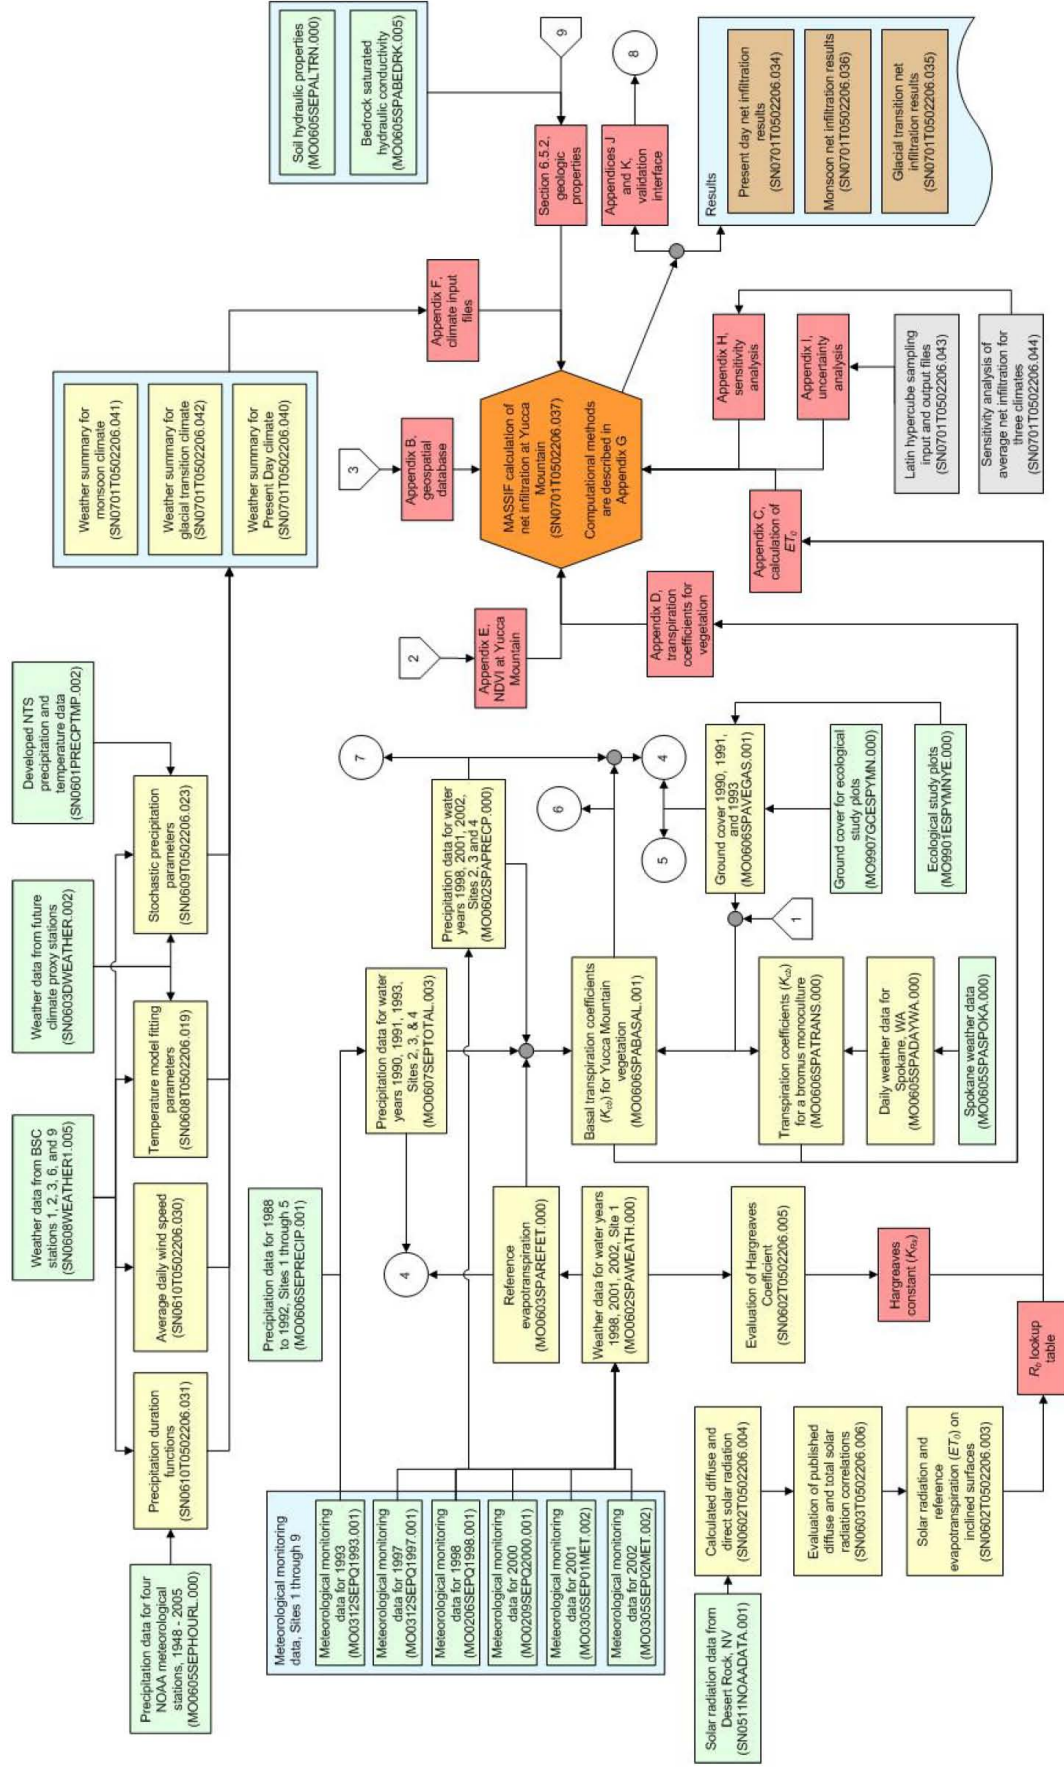 Precipitation data for four
NOAA meteorological
stations, 1948 - 2005
(MO0605SEPHOURL.000)
Weather data from BSC
stations 1, 2, 3, 6, and 9
(SN0608WEATHER1.005)
Weather data from future
climate proxy stations
(SN0603DWEATHER.002)
Developed NTS
precipitation and
temperature data
(SN0601PRECPTMP.002)
Precipitation duration
functions
(SN0610T0502206.031)
Average daily wind speed
(SN0610T0502206.030)
Temperature model fitting
parameters
(SN0608T0502206.019)
Stochastic precipitation
parameters
(SN0609T0502206.023)
Weather summary for
monsoon climate
(SN0701T0502206.041)
Weather summary for
glacial transition climate
(SN0701T0502206.042)
Weather summary for
Present Day climate
(SN0701T0502206.040)
Soil hydraulic properties
(MO0605SEPALTRN.000)
Bedrock saturated
hydraulic conductivity
(MO0605SPABEDRK.005)
Precipitation data for 1988
to 1992, Sites 1 through 5
(MO0606SEPRECIP.001)
Meteorological monitoring
data, Sites 1 through 9
Meteorological monitoring
data for 1993
(MO0312SEPQ1993.001)
Meteorological monitoring
data for 1997
(MO0312SEPQ1997.001)
Meteorological monitoring
data for 1998
(MO0206SEPQ1998.001)
Meteorological monitoring
data for 2000
(MO0209SEPQ2000.001)
Meteorological monitoring
data for 2001
(MO0305SEP01MET.002)
Meteorological monitoring
data for 2002
(MO0305SEP02MET.002)
4
Precipitation data for water
years 1990, 1991, 1993,
Sites 2, 3, & 4
(MO0607SEPTOTAL.003)
Precipitation data for water
years 1998, 2001, 2002,
Sites 2, 3 and 4
(MO0602SPAPRECP.000)
7
Reference
evapotranspiration
(MO0603SPAREFET.000)
Weather data for water years
1998, 2001, 2002, Site 1
(MO0602SPAWEATH.000)
Basal transpiration coefficients
(Kcb) for Yucca Mountain
vegetation
(MO0606SPABASAL.001)
6
4
5
Ground cover 1990, 1991,
and 1993
(MO0606SPAVEGAS.001)
1
Ground cover for ecological
study plots
(MO9907GCESPYMN.000)
Ecological study plots
(MO9901ESPYMNYE.000)
Transpiration coefficients (Kcb)
for a bromus monoculture
(MO0606SPATRANS.000)
Daily weather data for
Spokane, WA
(MO0605SPADAYWA.000)
Spokane weather data
(MO0605SPASPOKA.000)
Evaluation of Hargreaves
Coefficient
(SN0602T0502206.005)
Hargreaves
constant (KRs)
Solar radiation data from
Desert Rock, NV
(SN0511NOAADATA.001)
Calculated diffuse and
direct solar radiation
(SN0602T0502206.004)
Evaluation of published
diffuse and total solar
radiation correlations
(SN0603T0502206.006)
Solar radiation and
reference
evapotranspiration (ET0) on
inclined surfaces
(SN0602T0502206.003)
Rb lookup
table
2
Appendix E,
NDVI at Yucca
Mountain
Appendix D,
transpiration
coefficients for
vegetation
3
Appendix B,
geospatial
database
Appendix F,
climate input
files
9
Section 6.5.2,
geologic
properties
MASSIF calculation of
net infiltration at Yucca
Mountain
(SN0701T0502206.037)
Computational methods
are described in
Appendix G
Appendix C,
calculation of
ET0
Appendix H,
sensitivity
analysis
Appendix I,
uncertainty
analysis
Latin hypercube sampling
input and output files
(SN0701T0502206.043)
Sensitivity analysis of
average net infiltration for
three climates
(SN0701T0502206.044)
Appendices J
and K,
validation
interface
8
Results
Present day net infiltration
results
(SN0701T0502206.034)
Monsoon net infiltration results
(SN0701T0502206.036)
Glacial transition net
infiltration results
(SN0701T0502206.035)